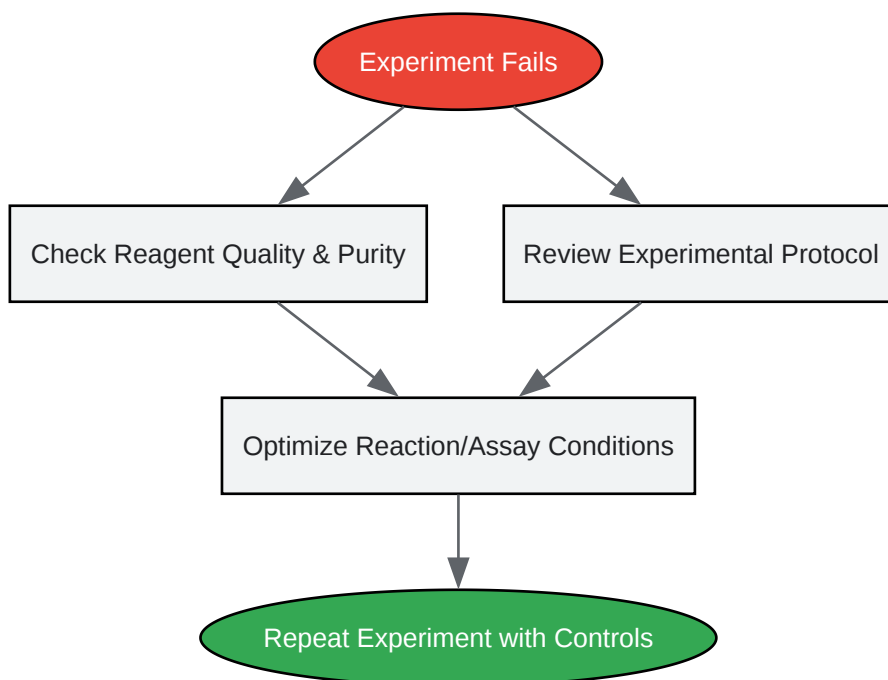 Experiment Fails
Check Reagent Quality & Purity
Review Experimental Protocol
Optimize Reaction/Assay Conditions
Repeat Experiment with Controls